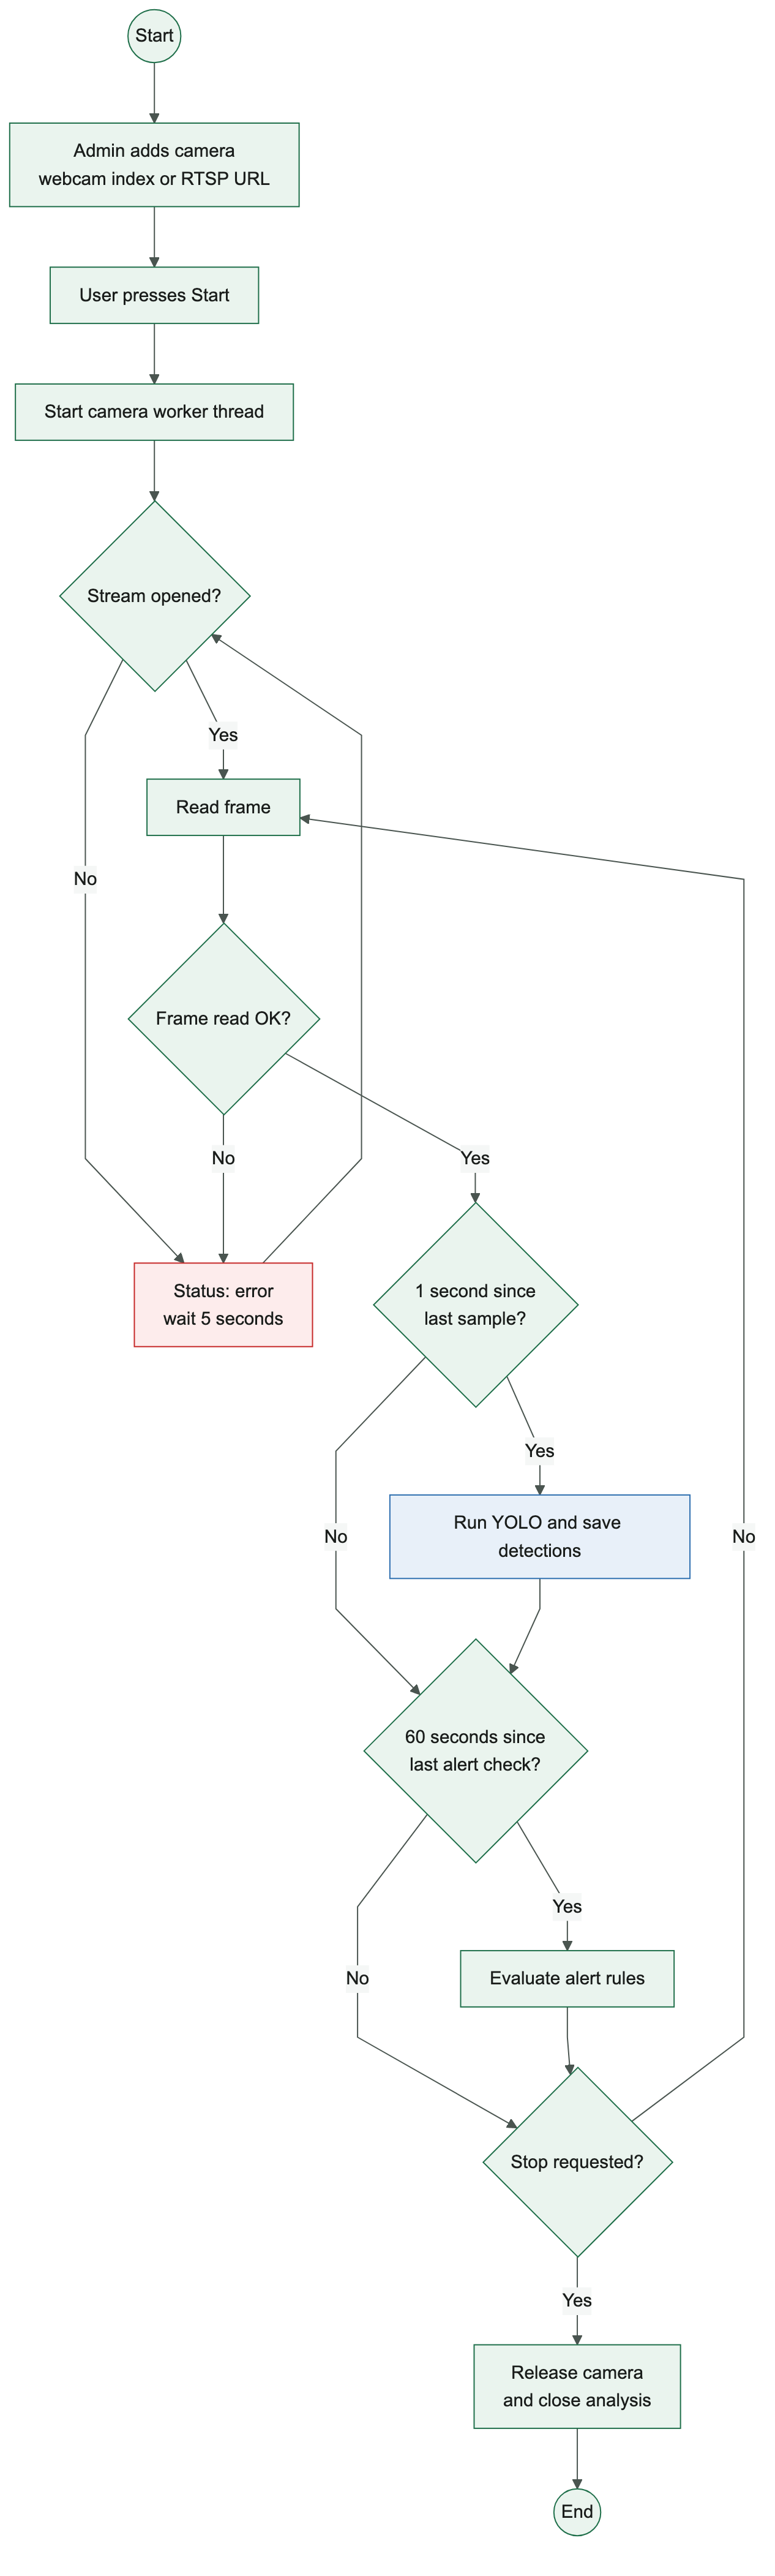 Start
Admin adds camera
webcam index or RTSP URL
User presses Start
Start camera worker thread
Stream opened?
Yes
Read frame
No
Frame read OK?
No
Yes
Status: error
wait 5 seconds
1 second since
last sample?
Yes
No
Run YOLO and save
detections
No
60 seconds since
last alert check?
Yes
No
Evaluate alert rules
Stop requested?
Yes
Release camera
and close analysis
End